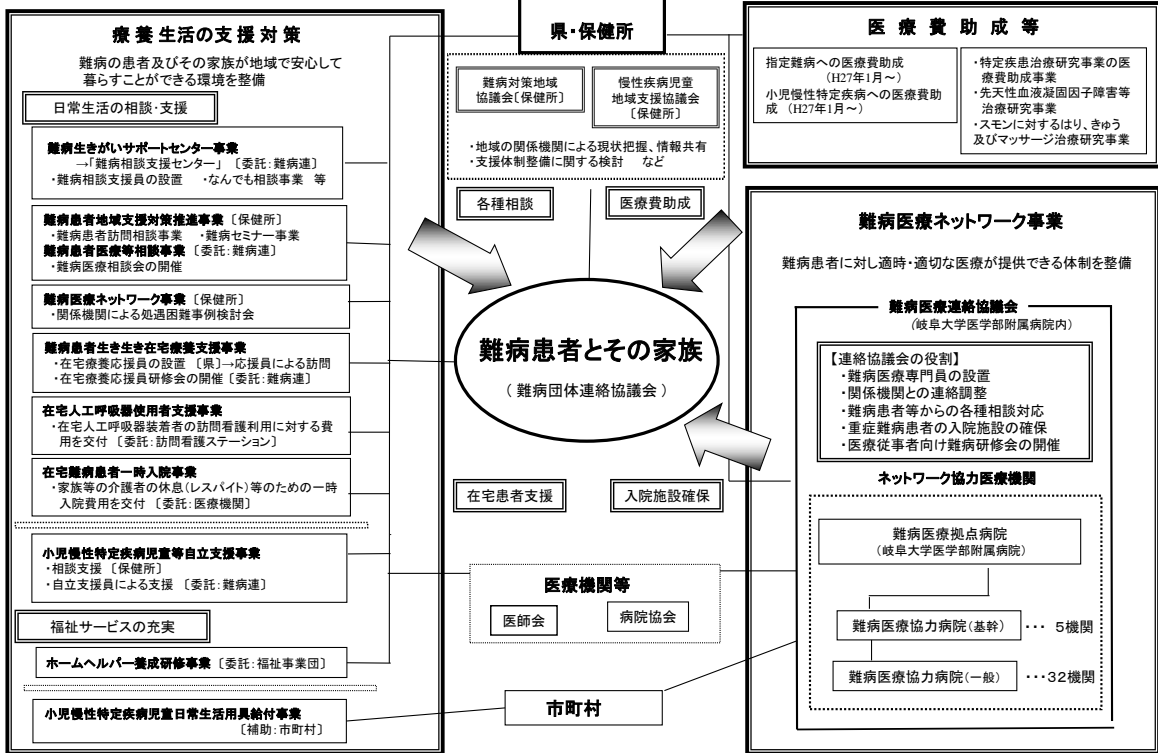 療養生活の支援対策
難病の患者及びその家族が地域で安心して
暮らすことができる環境を整備
日常生活の相談・支援
難病生きがいサポートセンター事業
→「難病相談支援センター」 〔委託:難病連〕
・難病相談支援員の設置 ・なんでも相談事業 等
難病患者地域支援対策推進事業 〔保健所〕
・難病患者訪問相談事業 ・難病セミナー事業
難病患者医療等相談事業 〔委託:難病連〕
・難病医療相談会の開催
難病医療ネットワーク事業 〔保健所〕
・関係機関による処遇困難事例検討会
難病患者生き生き在宅療養支援事業
・在宅療養応援員の設置 〔県〕→応援員による訪問
・在宅療養応援員研修会の開催 〔委託:難病連〕
在宅人工呼吸器使用者支援事業
・在宅人工呼吸器装着者の訪問看護利用に対する費
用を交付 〔委託:訪問看護ステーション〕
在宅難病患者一時入院事業
・家族等の介護者の休息(レスパイト)等のための一時
入院費用を交付 〔委託:医療機関〕
小児慢性特定疾病児童等自立支援事業
・相談支援 〔保健所〕
・自立支援員による支援 〔委託:難病連〕
福祉サービスの充実
ホームヘルパー養成研修事業 〔委託:福祉事業団〕
小児慢性特定疾病児童日常生活用具給付事業
〔補助:市町村〕
県・保健所
難病対策地域
協議会〔保健所〕
慢性疾病児童
地域支援協議会
〔保健所〕
・地域の関係機関による現状把握、情報共有
・支援体制整備に関する検討 など
各種相談
医療費助成
難病患者とその家族
( 難病団体連絡協議会 )
在宅患者支援
入院施設確保
医療機関等
医師会
病院協会
市町村
医療費助成等
指定難病への医療費助成
(H27年1月~)
小児慢性特定疾病への医療費助
成 (H27年1月~)
・特定疾患治療研究事業の医
療費助成事業
・先天性血液凝固因子障害等
治療研究事業
・スモンに対するはり、きゅう
及びマッサージ治療研究事業
難病医療ネットワーク事業
難病患者に対し適時・適切な医療が提供できる体制を整備
難病医療連絡協議会
(岐阜大学医学部附属病院内)
【連絡協議会の役割】
・難病医療専門員の設置
・関係機関との連絡調整
・難病患者等からの各種相談対応
・重症難病患者の入院施設の確保
・医療従事者向け難病研修会の開催
ネットワーク協力医療機関
難病医療拠点病院
(岐阜大学医学部附属病院)
難病医療協力病院(基幹) ・・・ 5機関
難病医療協力病院(一般) ・・・32機関